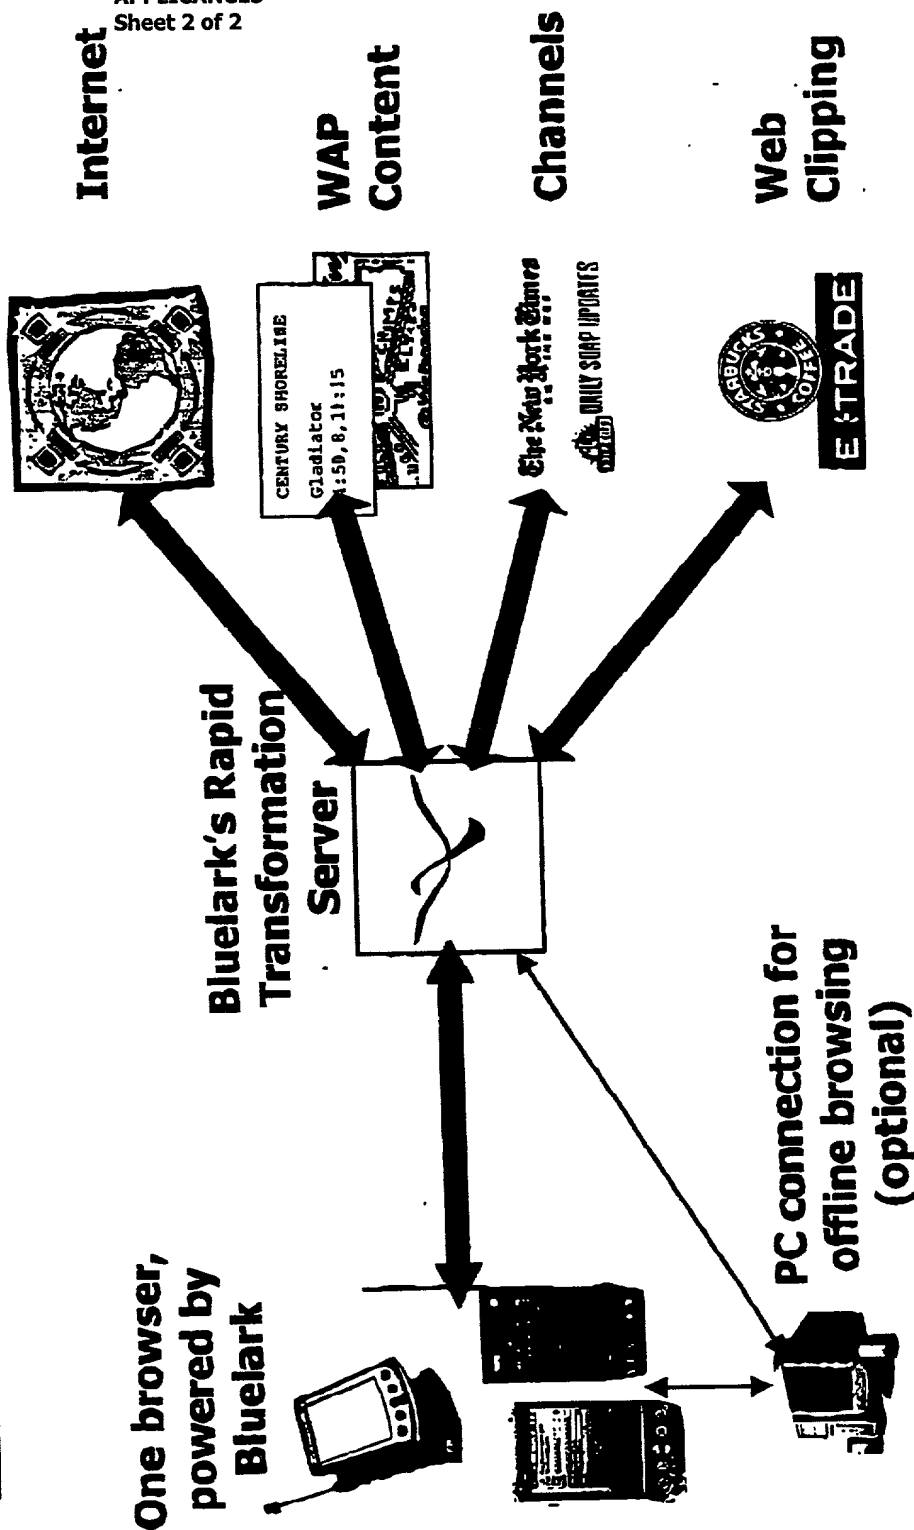 Sheet 2 of 2
Internet
WAP
Content
Channels
Web
Clipping
CENTURY SHORELINE
Gladiator
The New York Times
DAILY SOAP UPDATES
STARBUCKS
COFFEE
E*TRADE
Bluelark's Rapid
Transformation
Server
One browser,
powered by
Bluelark
PC connection for
offline browsing
(optional)